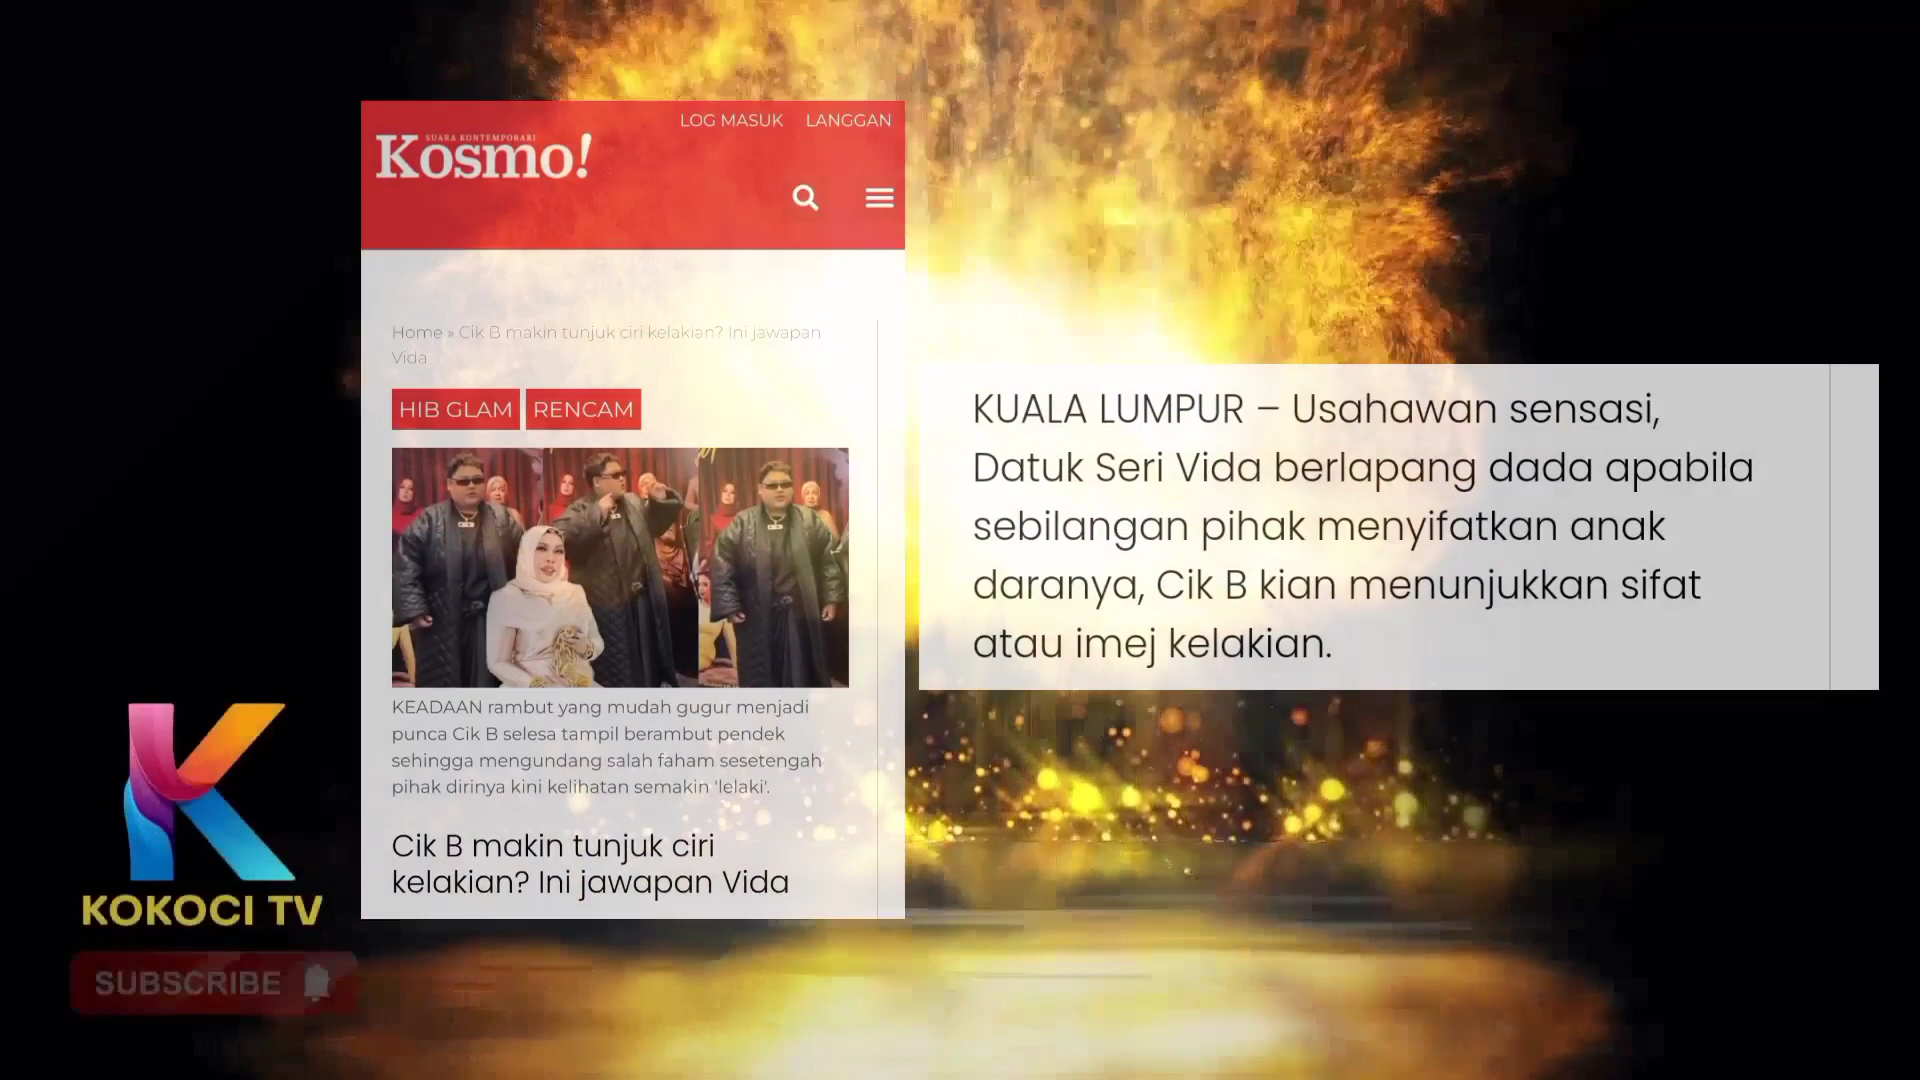 LOG MASUK LANGGAN
SUARA KONTEMPORARI
Kosmo!
Home » Cik B makin tunjuk ciri kelakian? Ini jawapan
Vida
HIB GLAM RENCAM
KEADAAN rambut yang mudah gugur menjadi
punca Cik B selesa tampil berambut pendek
sehingga mengundang salah faham sesetengah
pihak dirinya kini kelihatan semakin 'lelaki'.
Cik B makin tunjuk ciri
kelakian? Ini jawapan Vida
KUALA LUMPUR – Usahawan sensasi,
Datuk Seri Vida berlapang dada apabila
sebilangan pihak menyifatkan anak
daranya, Cik B kian menunjukkan sifat
atau imej kelakian.
KOKOCI TV
SUBSCRIBE